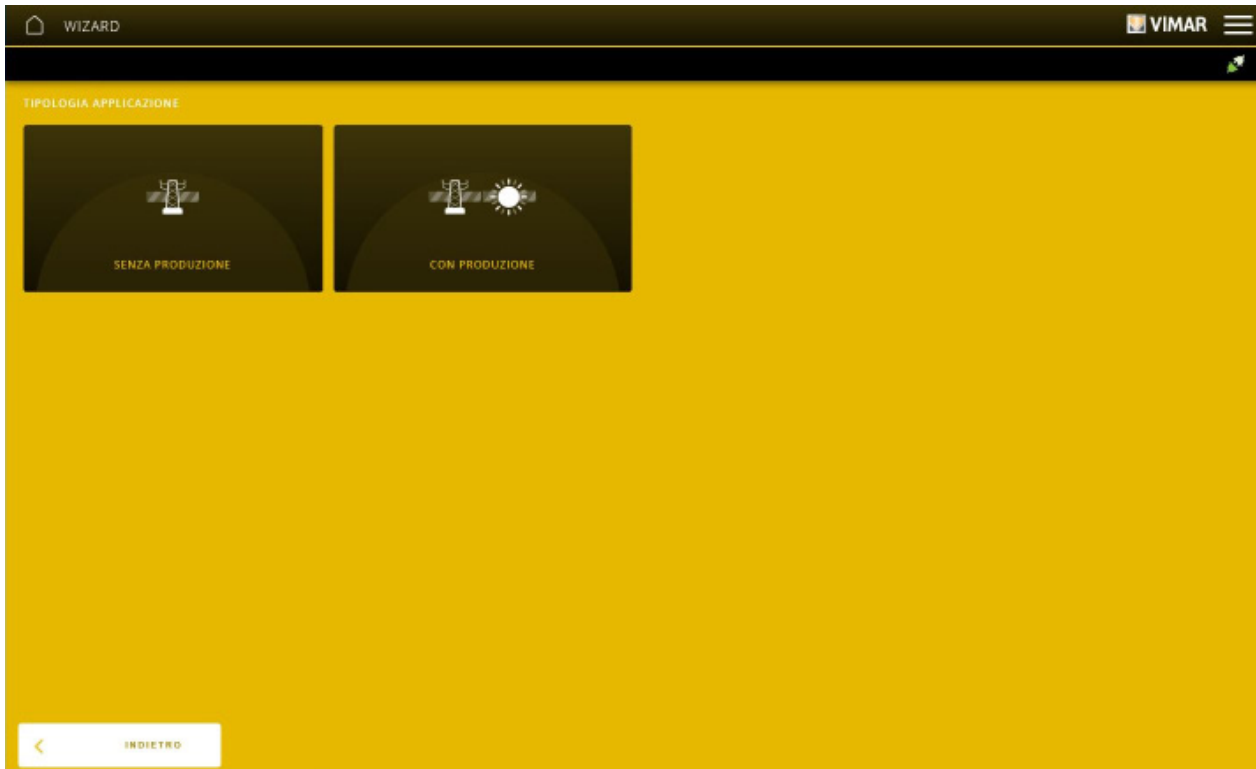 WIZARD
VIMAR
TIPOLOGIA APPLICAZIONE
SENZA PRODUZIONE
CON PRODUZIONE
INDIETRO